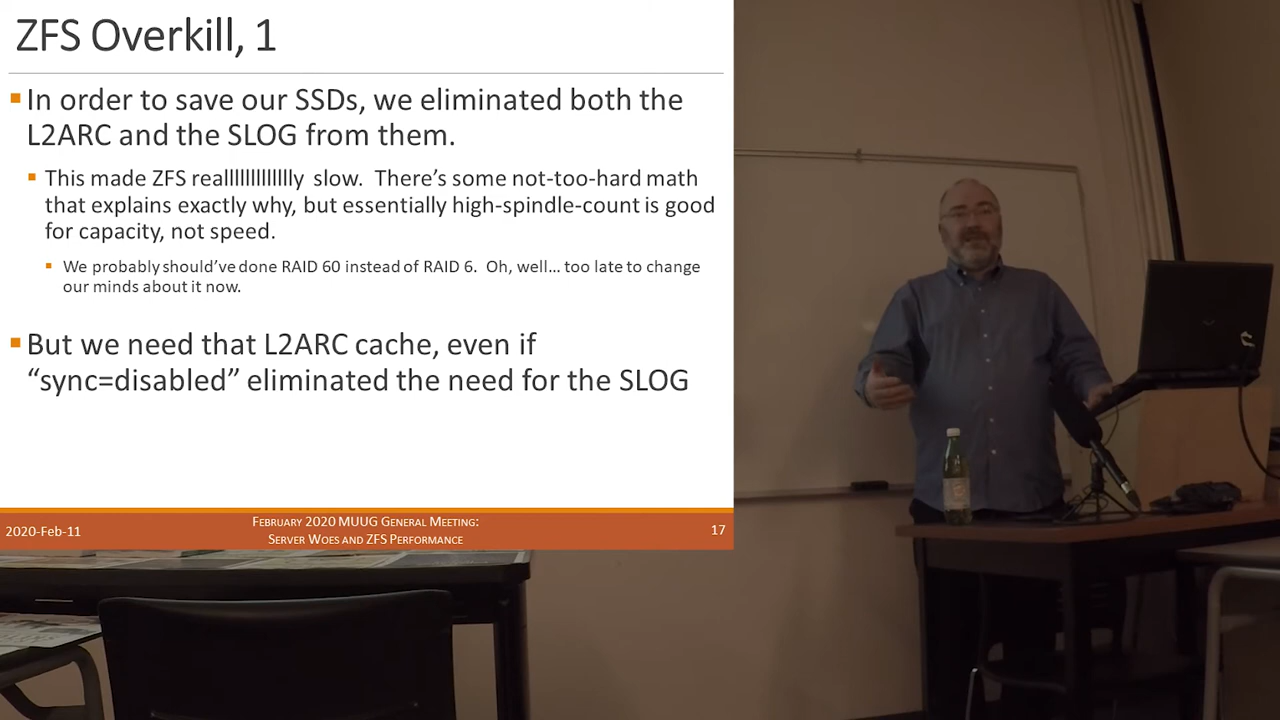 ZFS Overkill, 1
In order to save our SSDs, we eliminated both the
L2ARC and the SLOG from them.
This made ZFS realllllllllllllly slow. There's some not-too-hard math
that explains exactly why, but essentially high-spindle-count is good
for capacity, not speed.
We probably should've done RAID 60 instead of RAID 6. Oh, well... too late to change
our minds about it now.
But we need that L2ARC cache, even if
“sync=disabled” eliminated the need for the SLOG
2020-Feb-11
February 2020 MUUG General Meeting:
Server Woes and ZFS Performance
17